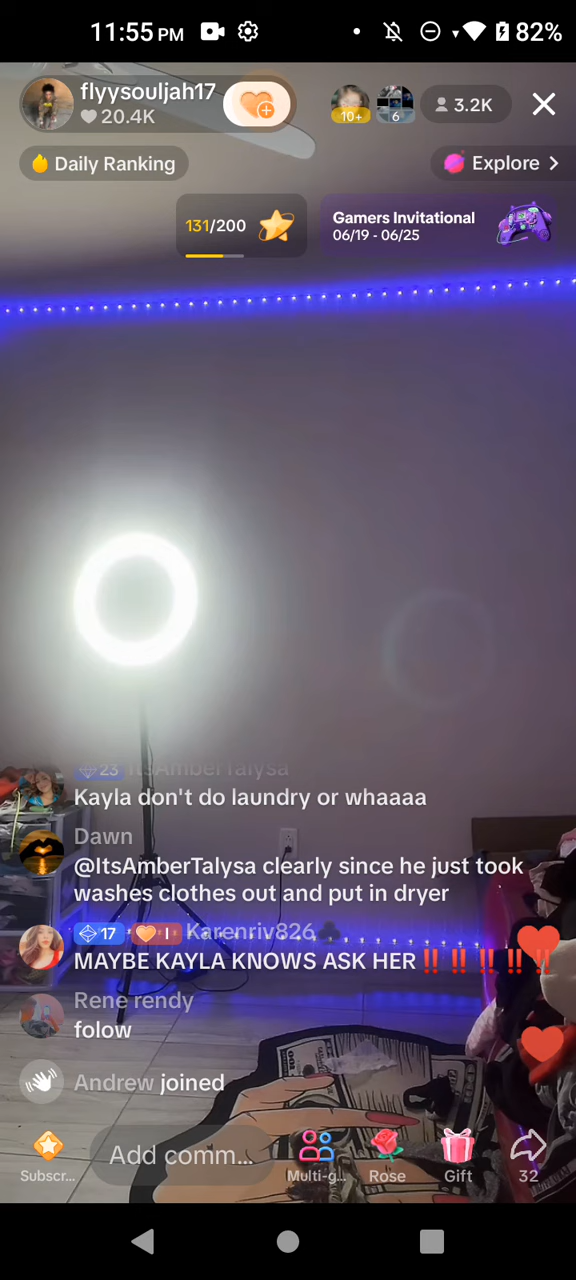 11:55 PM
82%
flyysouljah17
20.4K
10+
6
3.2K
Daily Ranking
Explore
131/200
Gamers Invitational
06/19 - 06/25
23 ItsAmberTalysa
Kayla don't do laundry or whaaaa
Dawn
@ItsAmberTalysa clearly since he just took
washes clothes out and put in dryer
17 I Karenriv826♣
MAYBE KAYLA KNOWS ASK HER‼️‼️‼️‼️‼️
Rene rendy
folow
Andrew joined
100
Add comm...
Subscr...
Multi-g...
Rose
Gift
32